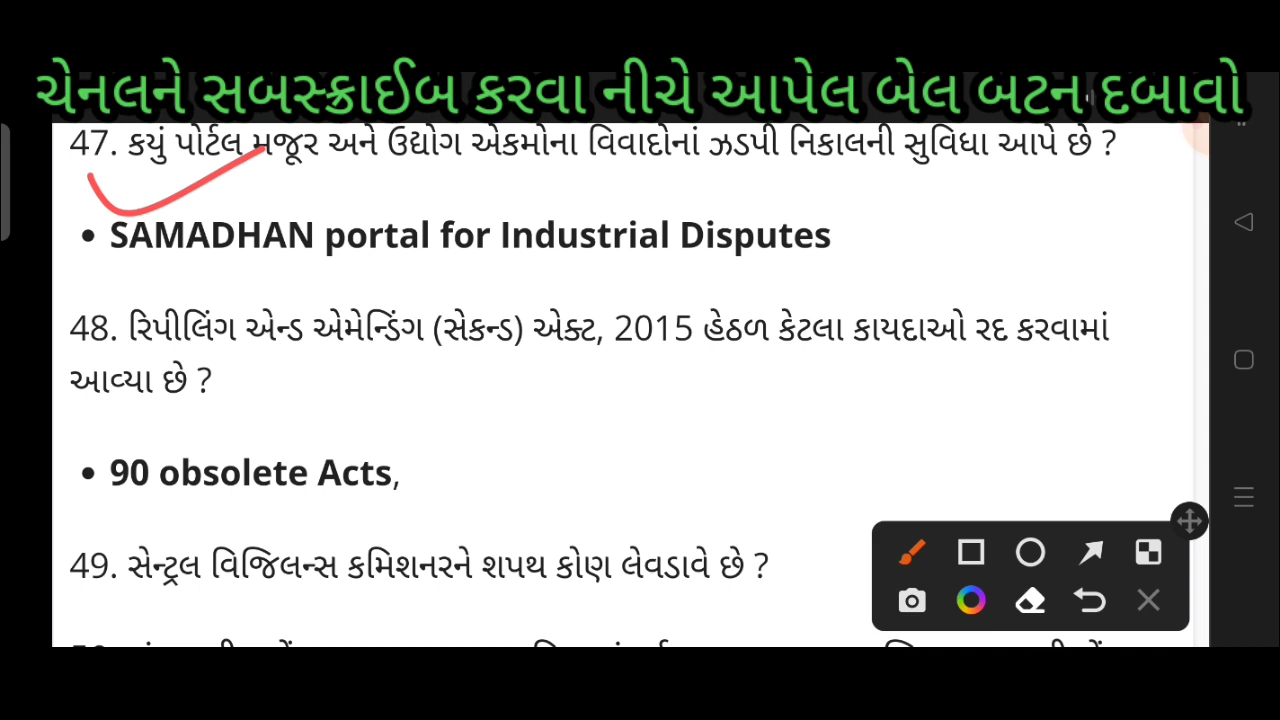 ચેનલને સબસ્ક્રાઈબ કરવા નીચે આપેલ બેલ બટન દબાવો
47. કયું પોર્ટલ મજૂર અને ઉદ્યોગ એકમોના વિવાદોનાં ઝડપી નિકાલની સુવિધા આપે છે ?
• SAMADHAN portal for Industrial Disputes
48. રિપીલિંગ એન્ડ એમેન્ડિંગ (સેકન્ડ) એક્ટ, 2015 હેઠળ કેટલા કાયદાઓ રદ કરવામાં
આવ્યા છે ?
• 90 obsolete Acts,
49. સેન્ટ્રલ વિજિલન્સ કમિશનરને શપથ કોણ લેવડાવે છે ?